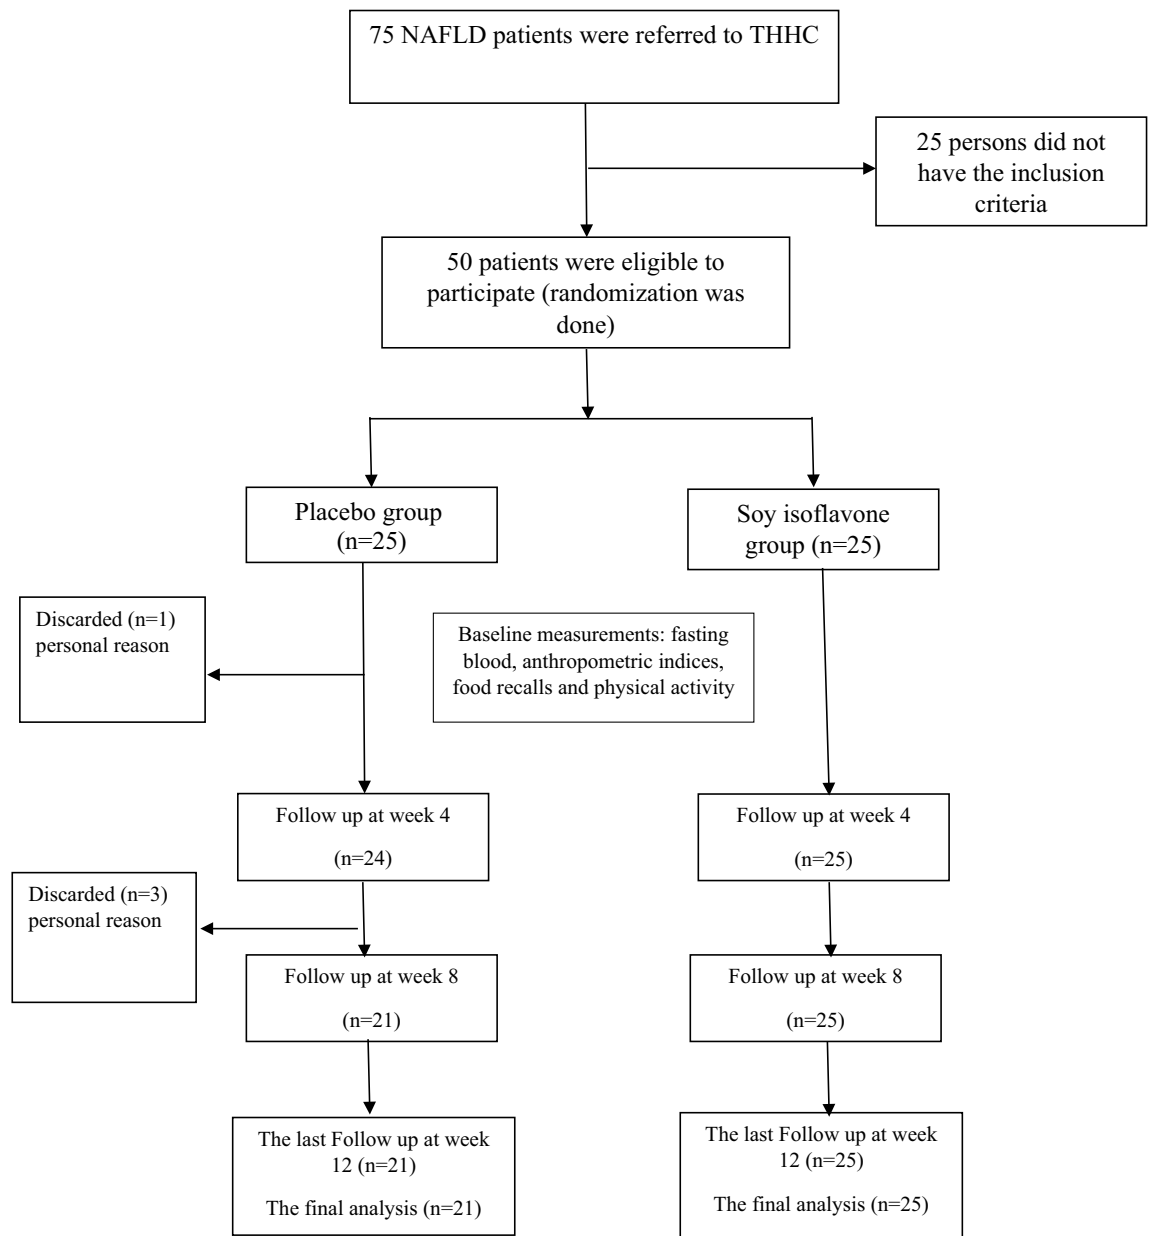 75 NAFLD patients were referred to THHC
25 persons did not
have the inclusion
criteria
50 patients were eligible to
participate (randomization was
done)
Placebo group
(n=25)
Soy isoflavone
group (n=25)
Discarded (n=1)
personal reason
Baseline measurements: fasting
blood, anthropometric indices,
food recalls and physical activity
Follow up at week 4
(n=24)
Follow up at week 4
(n=25)
Discarded (n=3)
personal reason
Follow up at week 8
(n=21)
Follow up at week 8
(n=25)
The last Follow up at week
12 (n=21)
The final analysis (n=21)
The last Follow up at week
12 (n=25)
The final analysis (n=25)